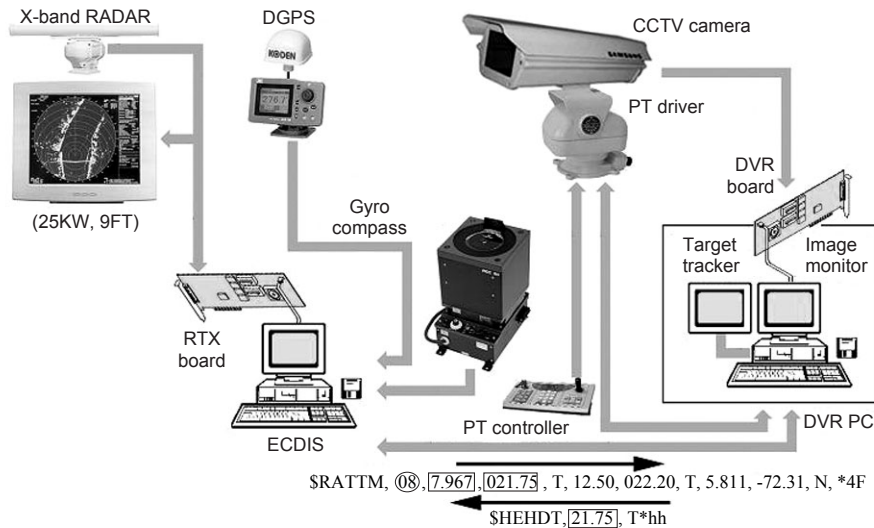 X-band RADAR
DGPS
KODEN
276.7
CCTV camera
SAMSUNG
PT driver
DVR
board
(25KW, 9FT)
Gyro
compass
Target
tracker
Image
monitor
RTX
board
ECDIS
PT controller
DVR PC
$RATTM, 08, 7.967, 021.75 , T, 12.50, 022.20, T, 5.811, -72.31, N, *4F
$HEHDT, 21.75, T*hh